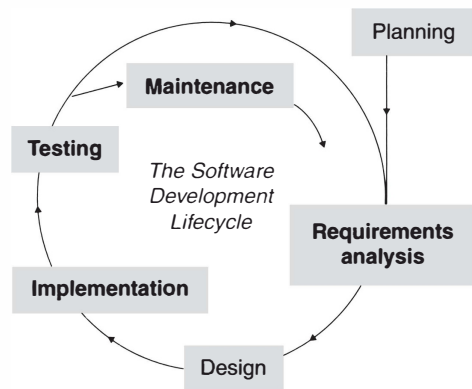 Planning
Maintenance
Testing
The Software
Development
Lifecycle
Requirements
analysis
Implementation
Design